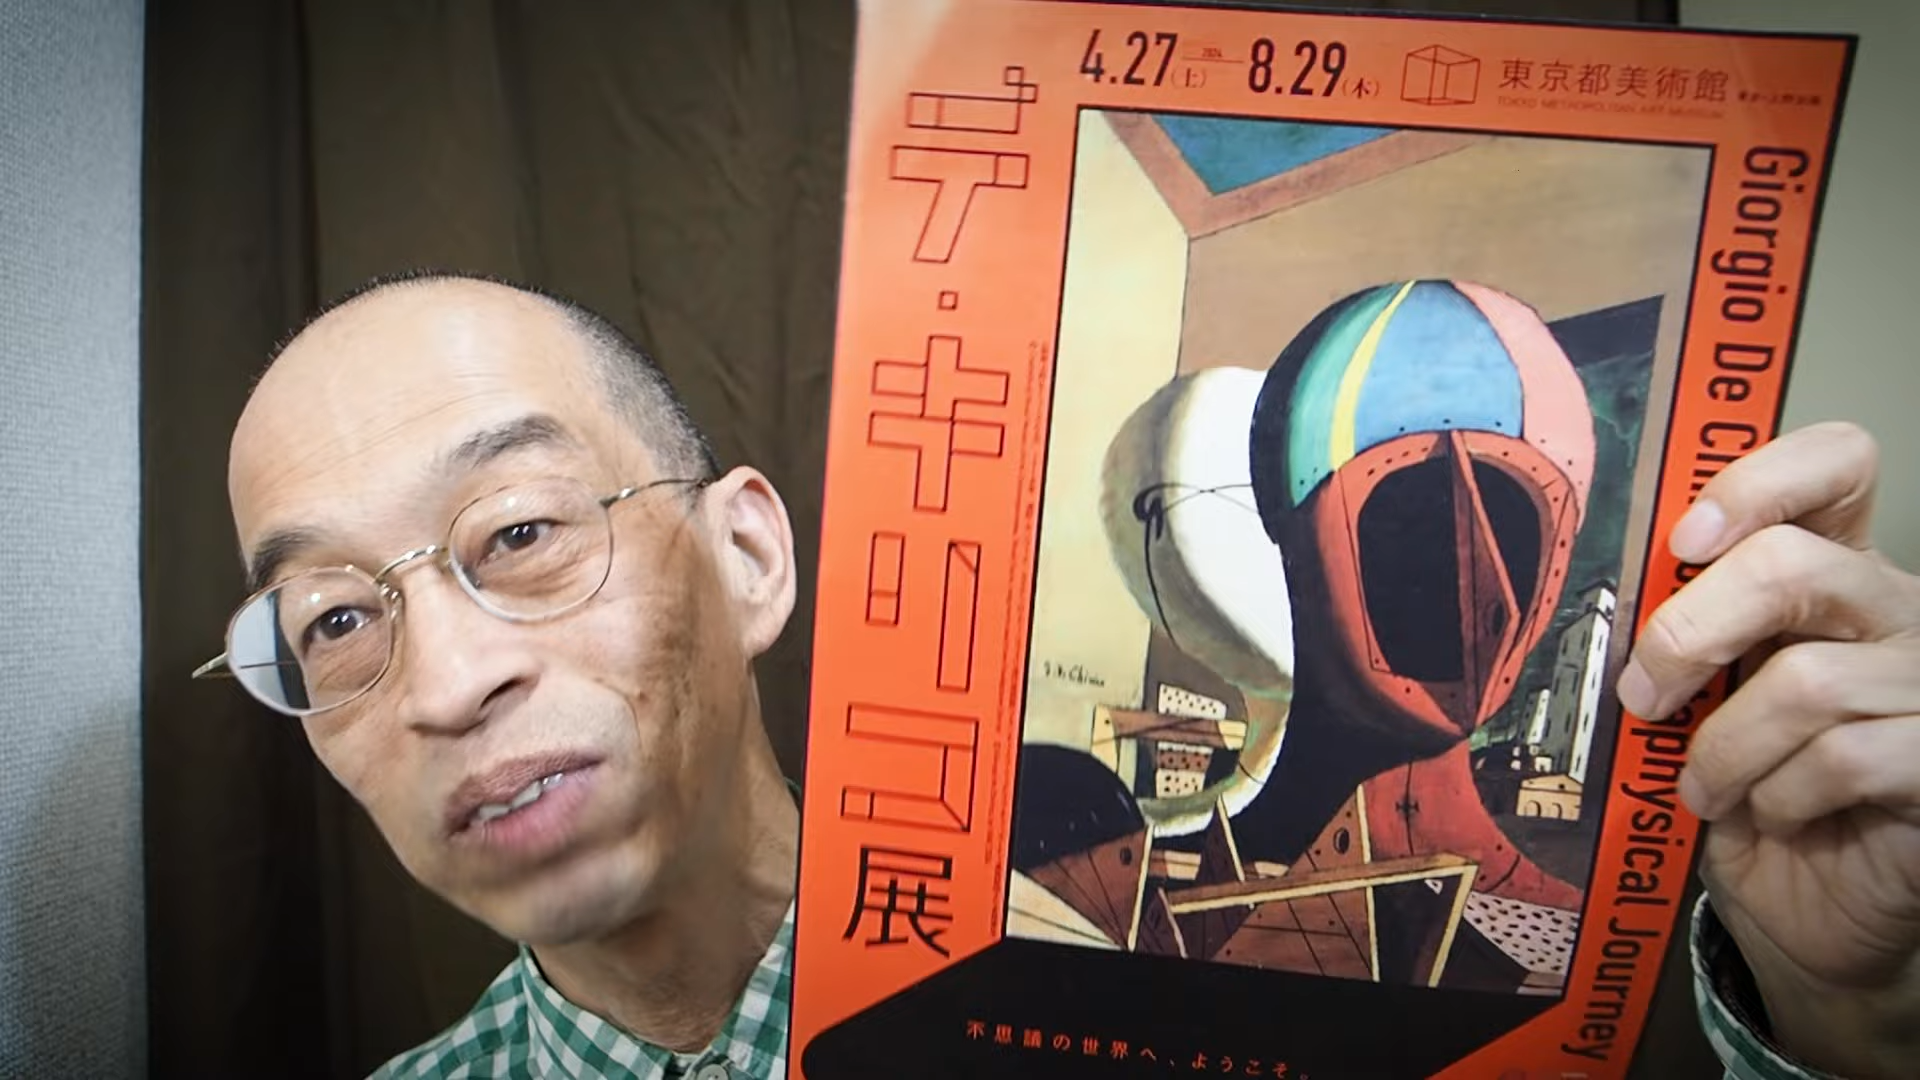 4.27(土)—2024—8.29(木)
東京都美術館
TOKYO METROPOLITAN ART MUSEUM
デ・キリコ展
Giorgio De Chi
aphysical Journey
不思議の世界へ、ようこそ。